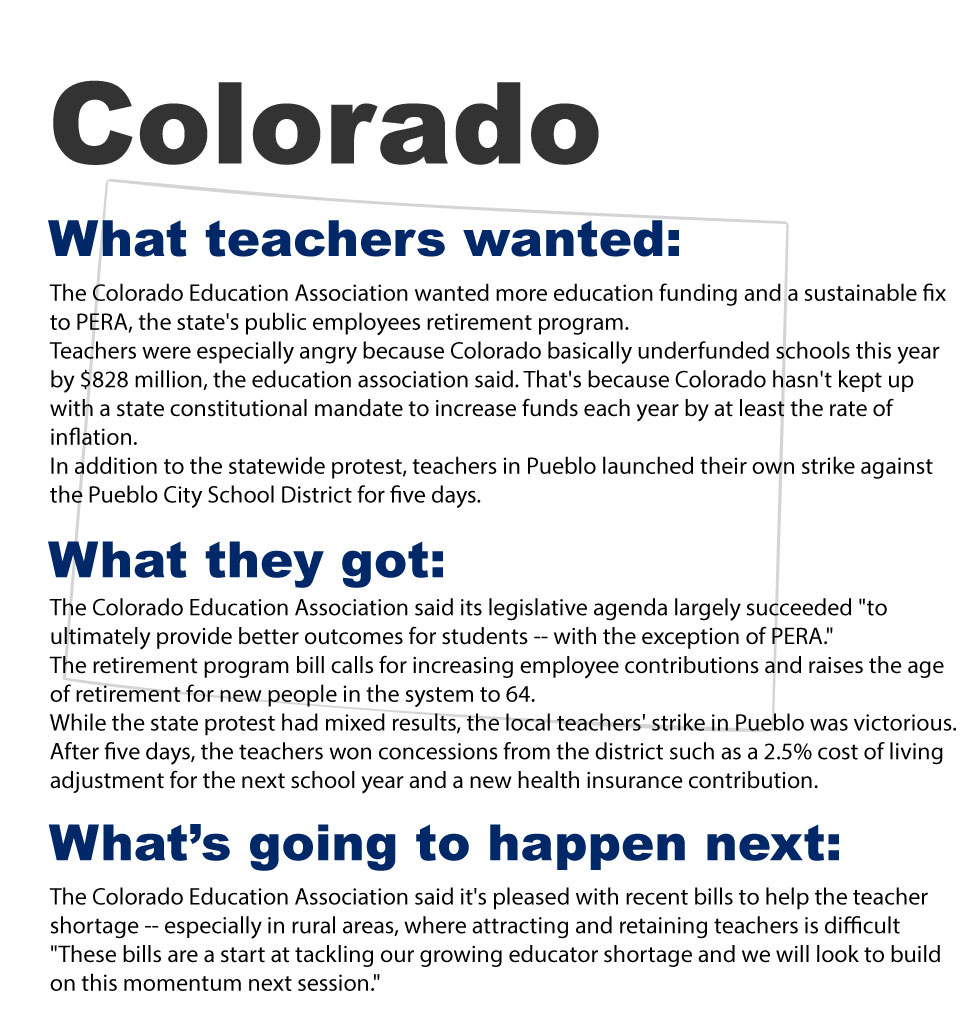 Colorado
What teachers wanted:
The Colorado Education Association wanted more education funding and a sustainable fix
to PERA, the state's public employees retirement program.
Teachers were especially angry because Colorado basically underfunded schools this year
by $828 million, the education association said. That's because Colorado hasn't kept up
with a state constitutional mandate to increase funds each year by at least the rate of
inflation.
In addition to the statewide protest, teachers in Pueblo launched their own strike against
the Pueblo City School District for five days.
What they got:
The Colorado Education Association said its legislative agenda largely succeeded "to
ultimately provide better outcomes for students -- with the exception of PERA."
The retirement program bill calls for increasing employee contributions and raises the age
of retirement for new people in the system to 64.
While the state protest had mixed results, the local teachers' strike in Pueblo was victorious.
After five days, the teachers won concessions from the district such as a 2.5% cost of living
adjustment for the next school year and a new health insurance contribution.
What’s going to happen next:
The Colorado Education Association said it's pleased with recent bills to help the teacher
shortage -- especially in rural areas, where attracting and retaining teachers is difficult
"These bills are a start at tackling our growing educator shortage and we will look to build
on this momentum next session."